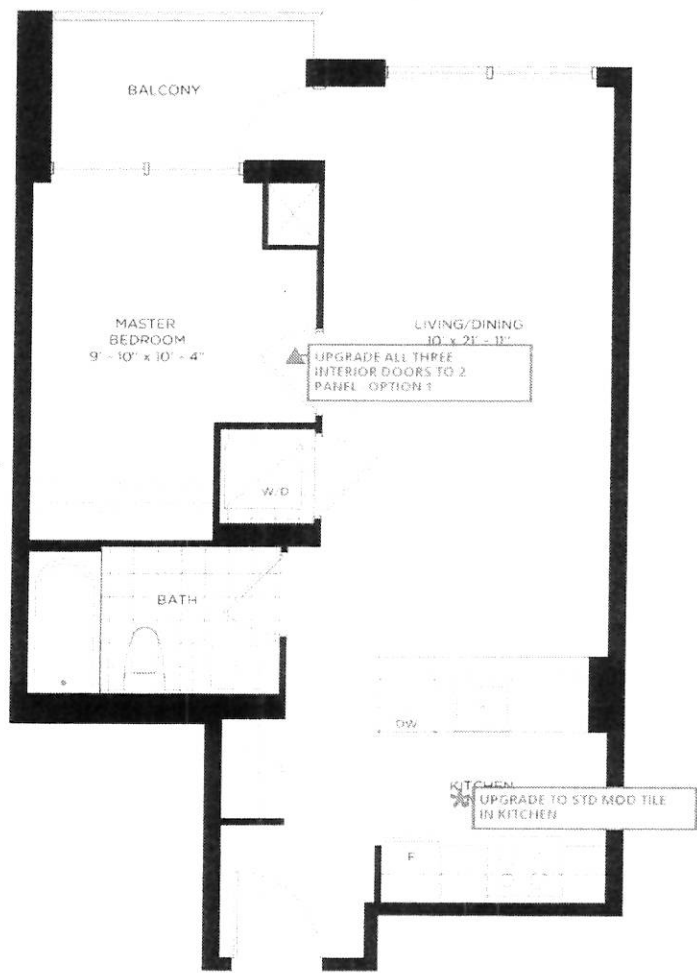 BALCONY
MASTER
BEDROOM
9' - 10" x 10' - 4"
LIVING/DINING
10' x 21' - 11"
UPGRADE ALL THREE
INTERIOR DOORS TO 2
PANEL OPTION 1
W/D
BATH
DW
KITCHEN
UPGRADE TO STD MOD TILE
IN KITCHEN
F